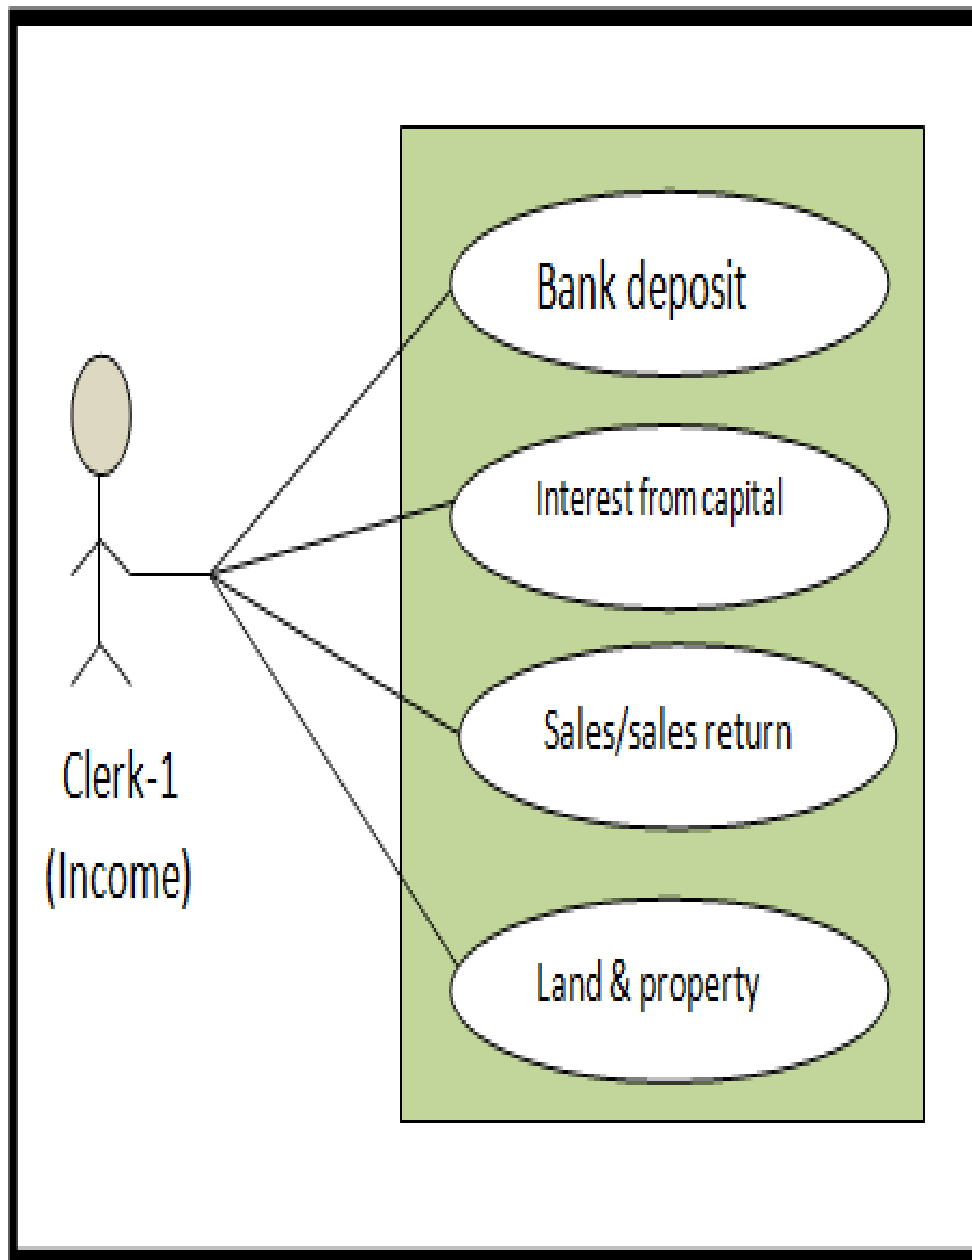 Bank deposit
Interest from capital
Sales/sales return
Clerk-1
(Income)
Land & property